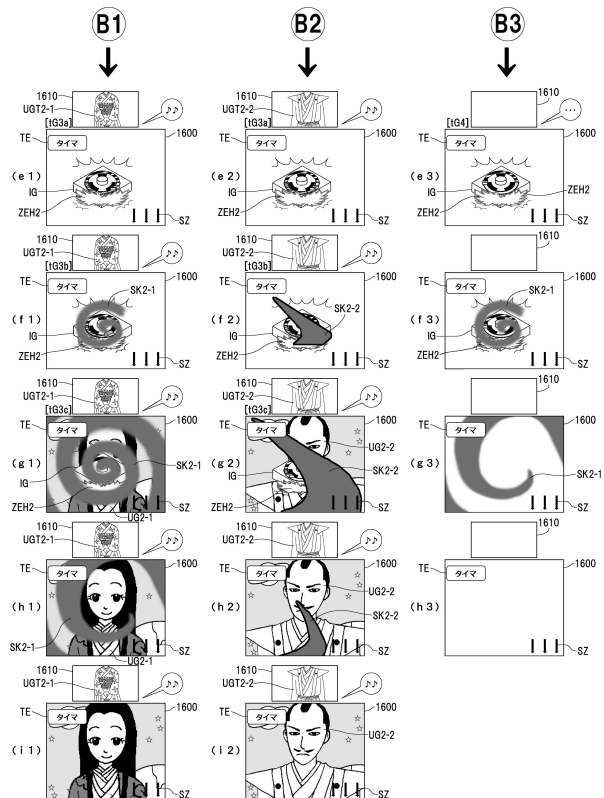 B1
B2
B3
1610
UGT2-1
[tG3a]
♪♪
TE
タイマ
1600
(e1)
IG
ZEH2
SZ
1610
UGT2-2
[tG3a]
♪♪
TE
タイマ
1600
(e2)
IG
ZEH2
SZ
1610
[tG4]
…
TE
タイマ
1600
(e3)
IG
ZEH2
SZ
1610
UGT2-1
[tG3b]
♪♪
TE
タイマ
1600
SK2-1
(f1)
IG
ZEH2
SZ
1610
UGT2-2
[tG3b]
♪♪
TE
タイマ
1600
SK2-2
(f2)
IG
ZEH2
SZ
1610
TE
タイマ
1600
SK2-1
(f3)
IG
ZEH2
SZ
1610
UGT2-1
[tG3c]
♪♪
TE
タイマ
1600
(g1)
SK2-1
IG
ZEH2
SZ
UG2-1
1610
UGT2-2
[tG3c]
♪♪
TE
タイマ
1600
UG2-2
(g2)
SK2-2
IG
ZEH2
SZ
1610
TE
タイマ
1600
(g3)
SK2-1
SZ
1610
UGT2-1
♪♪
TE
タイマ
1600
(h1)
SK2-1
SZ
UG2-1
1610
UGT2-2
♪♪
TE
タイマ
1600
UG2-2
(h2)
SK2-2
SZ
1610
TE
タイマ
1600
(h3)
SZ
1610
UGT2-1
♪♪
TE
タイマ
1600
(i1)
SZ
1610
UGT2-2
♪♪
TE
タイマ
1600
UG2-2
(i2)
SZ